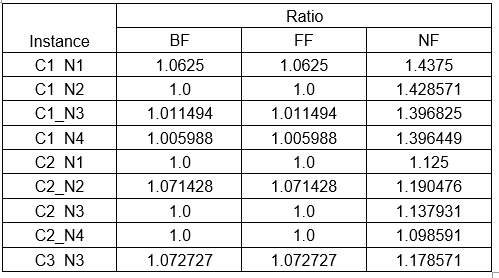 Ratio
Instance BF FF NF
C1 N1 1.0625 1.0625 1.4375
C1 N2 1.0 1.0 1.428571
C1_N3 1.011494 1.011494 1.396825
C1 N4 1.005988 1.005988 1.396449
C2 N1 1.0 1.0 1.125
C2_N2 1.071428 1.071428 1.190476
C2 N3 1.0 1.0 1.137931
C2_N4 1.0 1.0 1.098591
C3 N3 1.072727 1.072727 1.178571